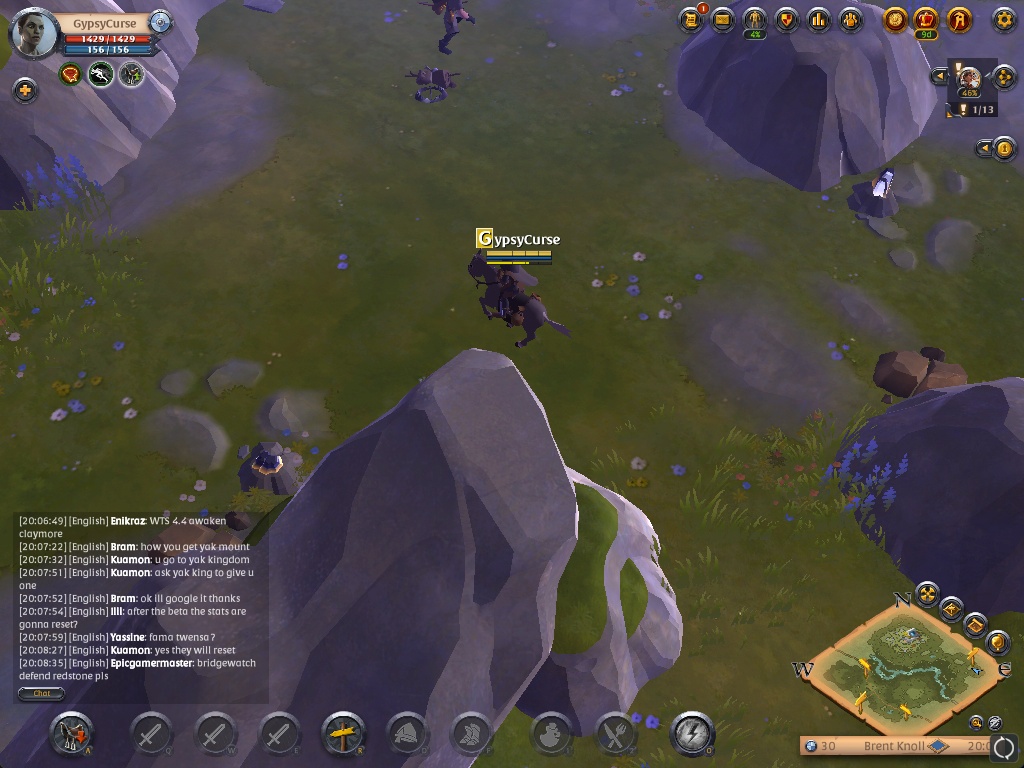 GypsyCurse
1429 / 1429
156 / 156
1
4%
9d
46%
1/13
1
GypsyCurse
[20:06:49] [English] Enikraz: WTS 4.4 awaken
claymore
[20:07:22] [English] Bram: how you get yak mount
[20:07:32] [English] Kuamon: u go to yak kingdom
[20:07:51] [English] Kuamon: ask yak king to give u
one
[20:07:52] [English] Bram: ok ill google it thanks
[20:07:54] [English] Illi: after the beta the stats are
gonna reset?
[20:07:59] [English] Yassine: fama twensa ?
[20:08:27] [English] Kuamon: yes they will reset
[20:08:35] [English] Epicgamermaster: bridgewatch
defend redstone pls
Chat
N
W
E
A Q W E R D F
30 Brent Knoll